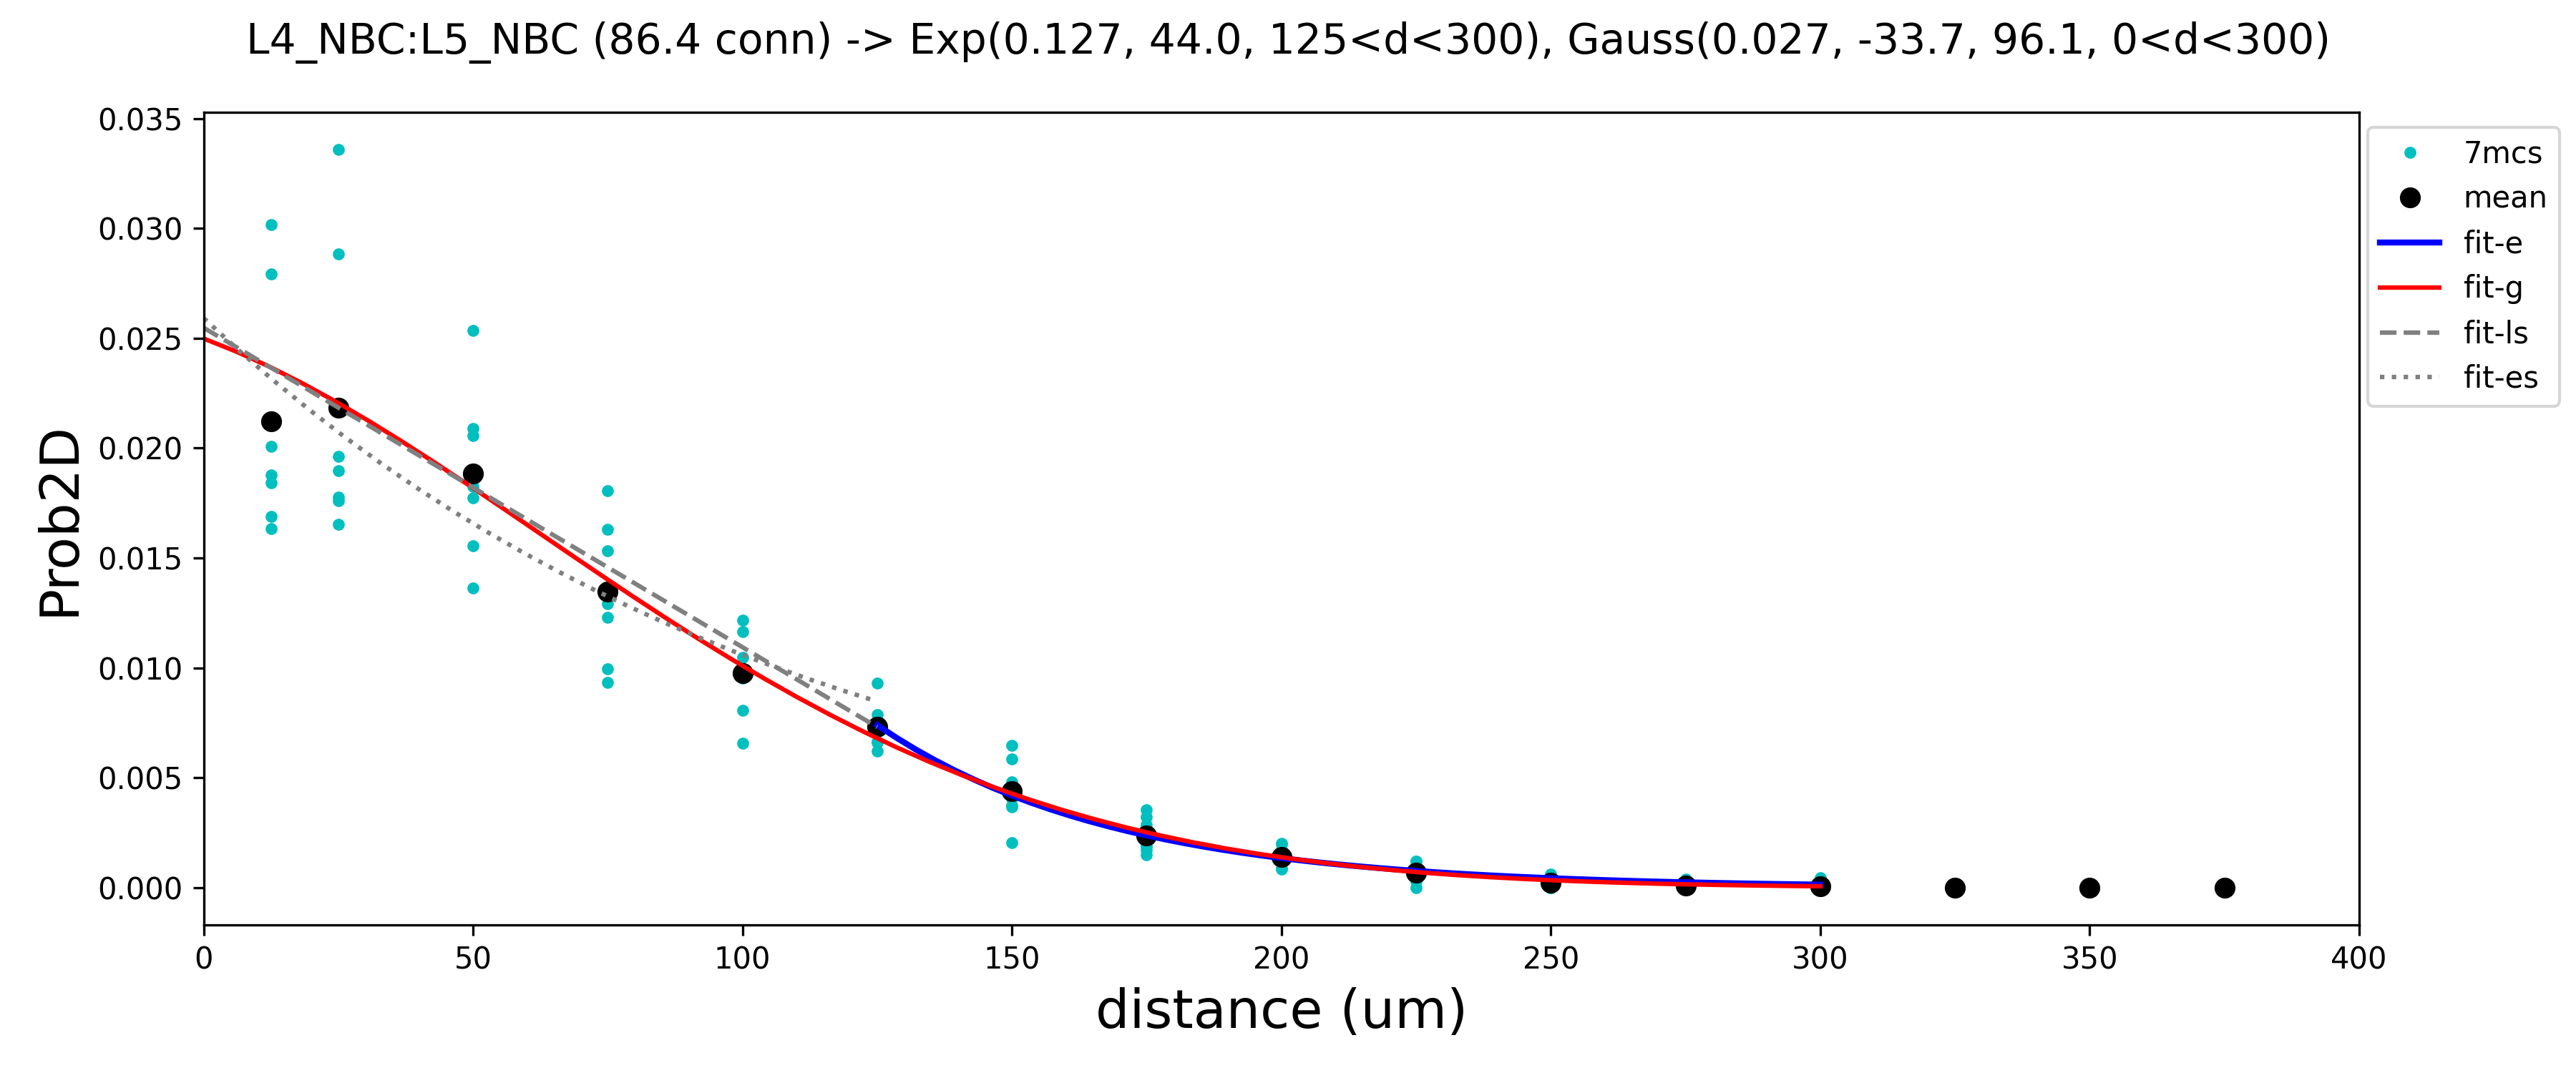 L4_NBC:L5_NBC (86.4 conn) -> Exp(0.127, 44.0, 125<d<300), Gauss(0.027, -33.7, 96.1, 0<d<300)
0.035
0.030
0.025
0.020
0.015
0.010
0.005
0.000
Prob2D
0 50 100 150 200 250 300 350 400
distance (um)
7mcs
mean
fit-e
fit-g
fit-ls
fit-es